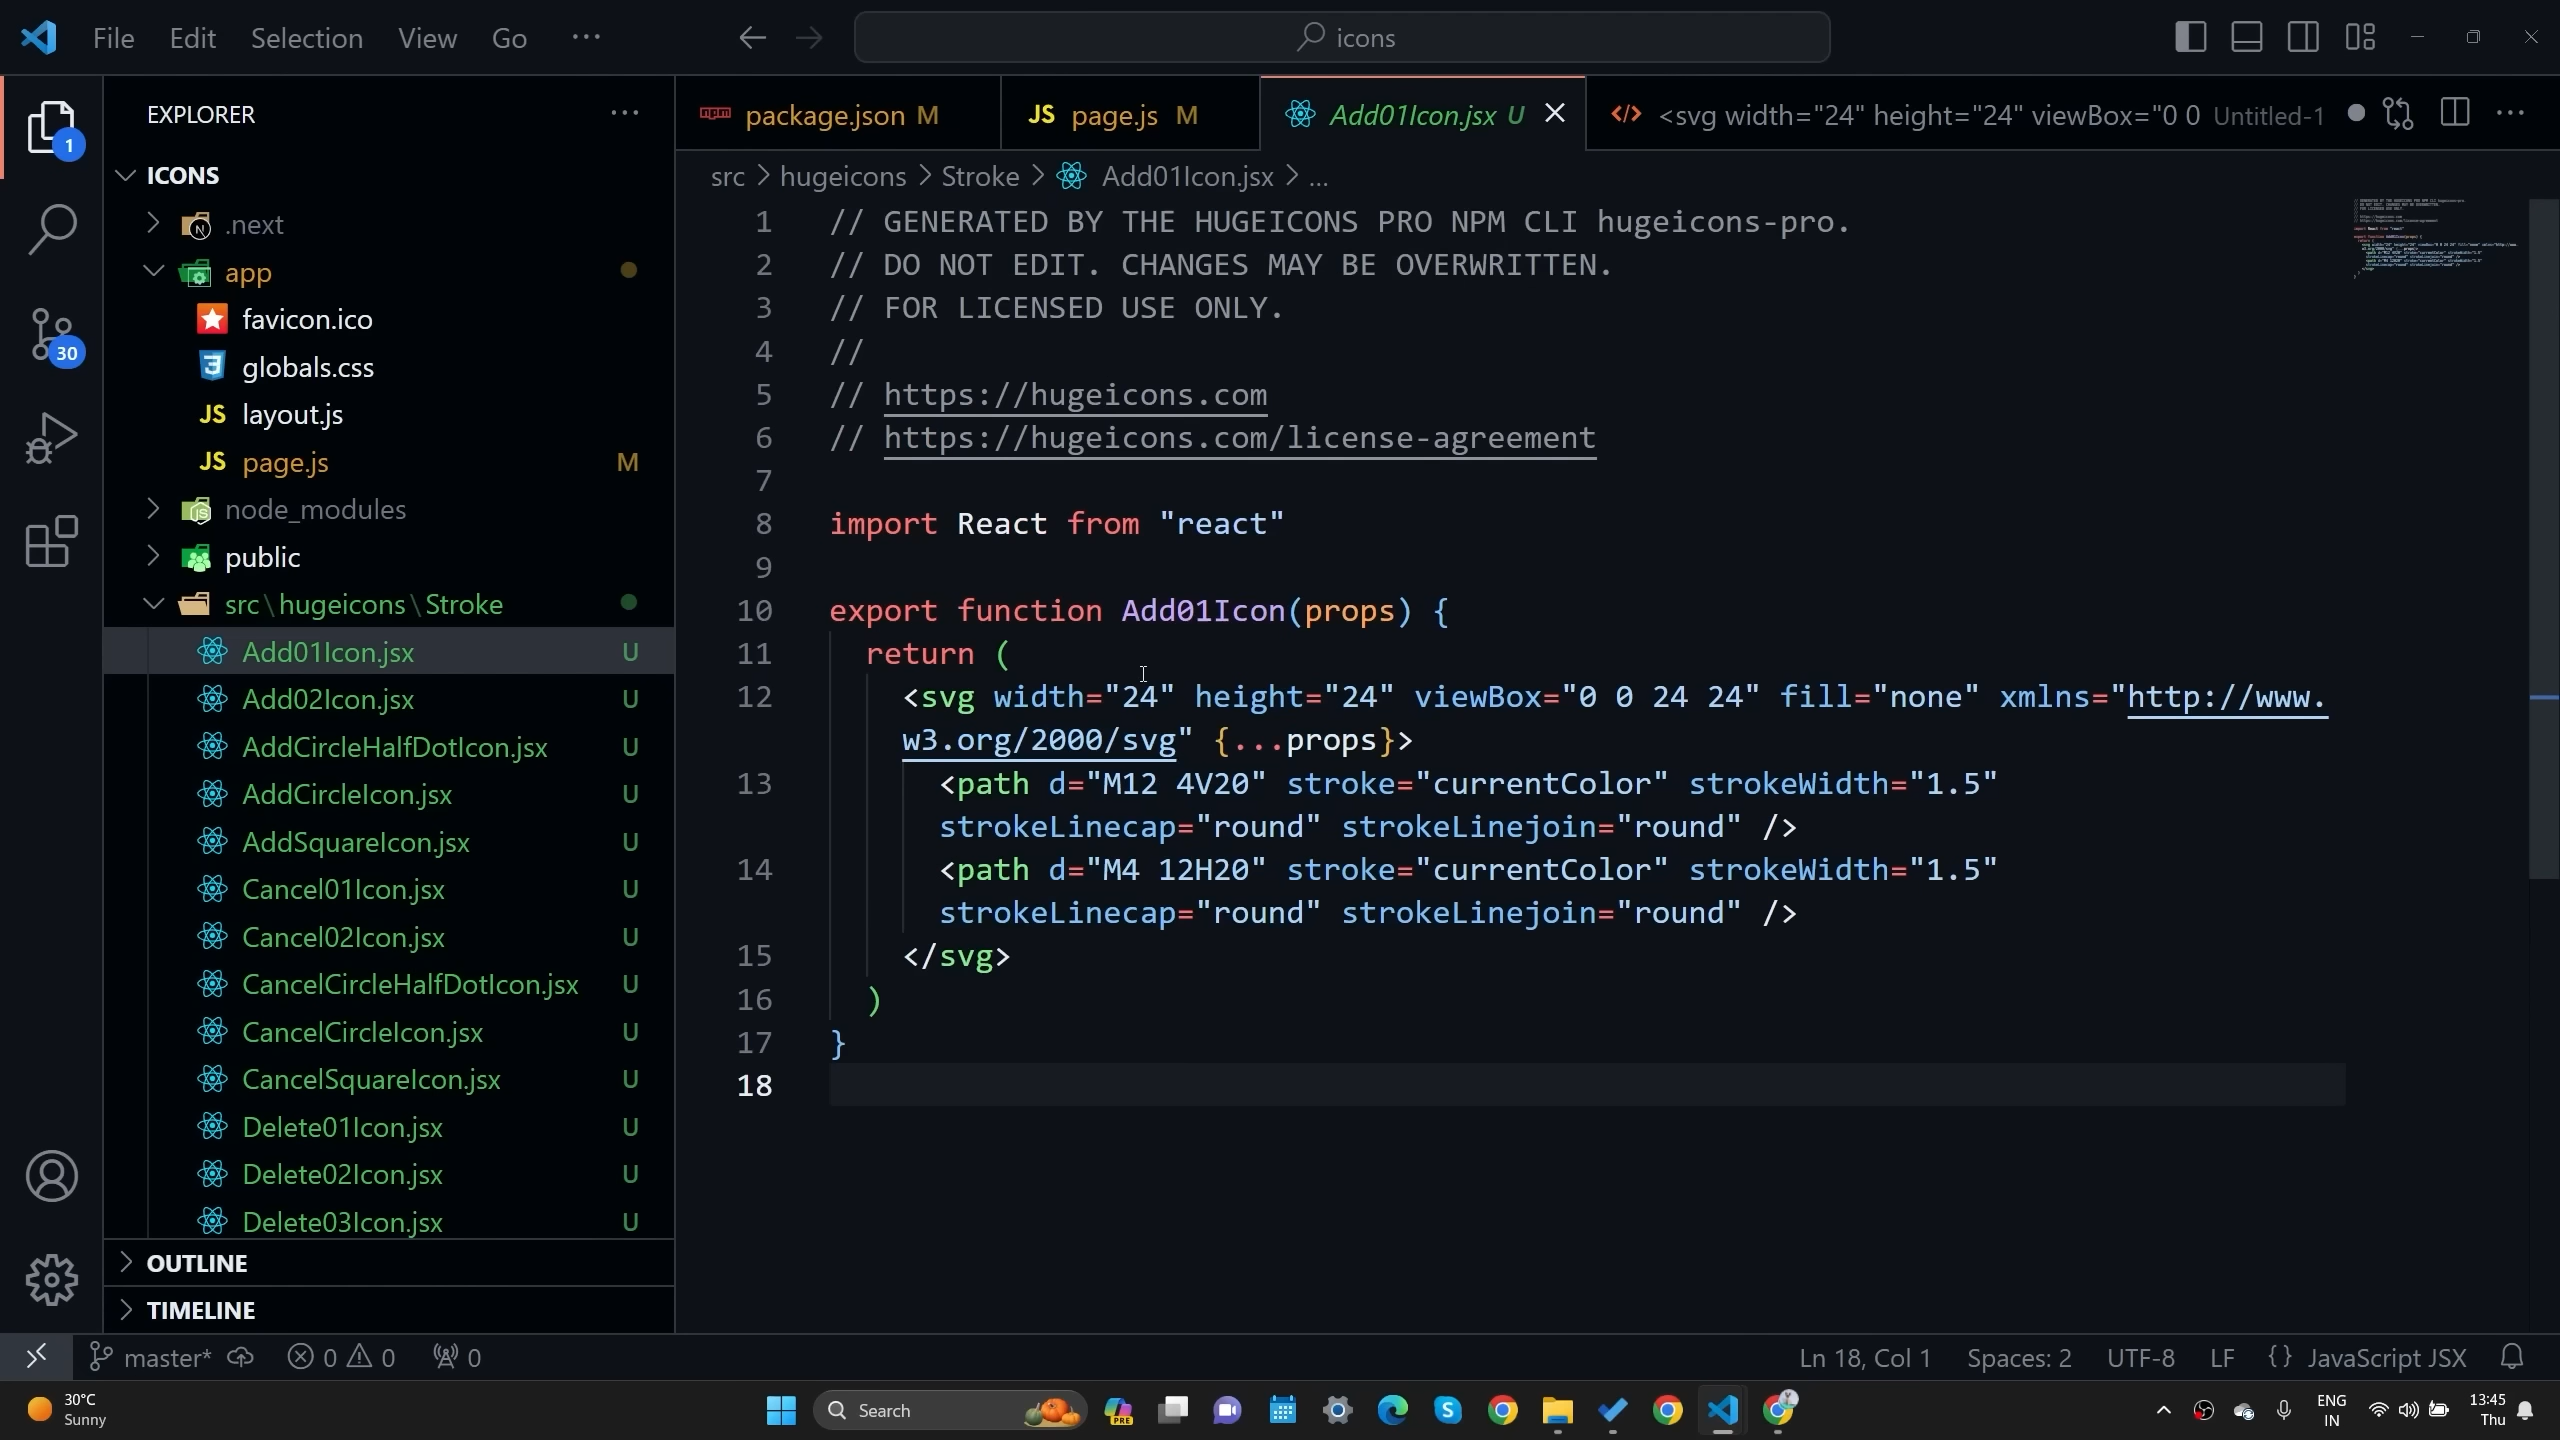 File Edit Selection View Go ···
icons
EXPLORER ···
1
ICONS
.next
app
favicon.ico
globals.css
layout.js
page.js M
node_modules
public
src\hugeicons\Stroke
Add01Icon.jsx U
Add02Icon.jsx U
AddCircleHalfDotIcon.jsx U
AddCircleIcon.jsx U
AddSquareIcon.jsx U
Cancel01Icon.jsx U
Cancel02Icon.jsx U
CancelCircleHalfDotIcon.jsx U
CancelCircleIcon.jsx U
CancelSquareIcon.jsx U
Delete01Icon.jsx U
Delete02Icon.jsx U
Delete03Icon.jsx U
OUTLINE
TIMELINE
30
package.json M
JS page.js M
Add01Icon.jsx U
<svg width="24" height="24" viewBox="0 0 Untitled-1
src > hugeicons > Stroke > Add01Icon.jsx > ...
1 // GENERATED BY THE HUGEICONS PRO NPM CLI hugeicons-pro.
2 // DO NOT EDIT. CHANGES MAY BE OVERWRITTEN.
3 // FOR LICENSED USE ONLY.
4 //
5 // https://hugeicons.com
6 // https://hugeicons.com/license-agreement
7
8 import React from "react"
9
10 export function Add01Icon(props) {
11 return (
12 <svg width="24" height="24" viewBox="0 0 24 24" fill="none" xmlns="http://www.
w3.org/2000/svg" {...props}>
13 <path d="M12 4V20" stroke="currentColor" strokeWidth="1.5"
strokeLinecap="round" strokeLinejoin="round" />
14 <path d="M4 12H20" stroke="currentColor" strokeWidth="1.5"
strokeLinecap="round" strokeLinejoin="round" />
15 </svg>
16 )
17 }
18
master* 0 0 0
Ln 18, Col 1 Spaces: 2 UTF-8 LF {} JavaScript JSX
30°C
Sunny
Search
PRE
ENG
IN
13:45
Thu